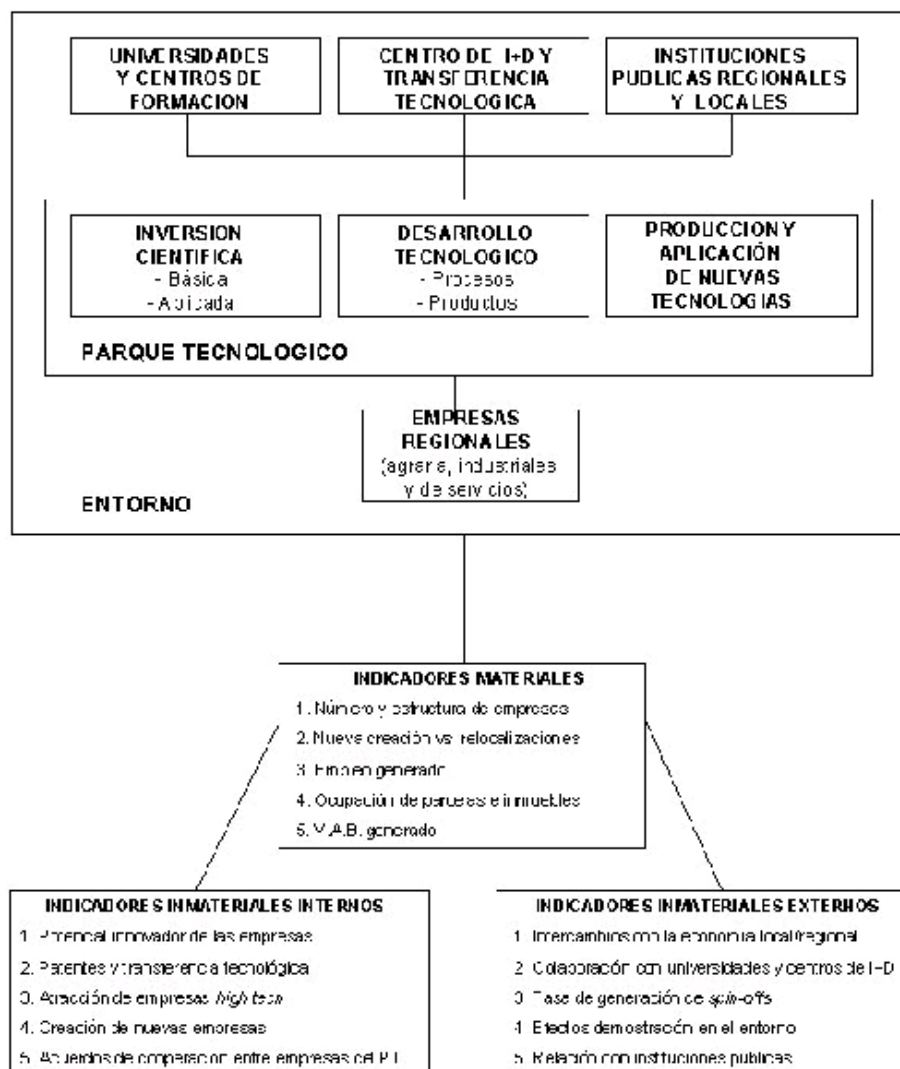 UNIVERSIDADES
Y CENTROS DE
FORMACION
CENTRO DE I+D Y
TRANSFERENCIA
TECNOLOGICA
INSTITUCIONES
PUBLICAS REGIONALES
Y LOCALES
INVERSION
CIENTIFICA
- Básica
- Aplicada
DESARROLLO
TECNOLOGICO
- Procesos
- Productos
PRODUCCION Y
APLICACIÓN
DE NUEVAS
TECNOLOGIAS
PARQUE TECNOLOGICO
EMPRESAS
REGIONALES
(agraria, industriales
y de servicios)
ENTORNO
INDICADORES MATERIALES
1. Número y estructura de empresas
2. Nueva creación vs. relocalizaciones
3. Empleo generado
4. Ocupación de parcelas e inmuebles
5. V.A.B. generado
INDICADORES INMATERIALES INTERNOS
1. Potencial innovador de las empresas
2. Patentes y transferencia tecnológica
3. Atracción de empresas high tech
4. Creación de nuevas empresas
5. Acuerdos de cooperación entre empresas del P.T.
INDICADORES INMATERIALES EXTERNOS
1. Intercambios con la economía local/regional
2. Colaboración con universidades y centros de I+D
3. Tasa de generación de spin-offs
4. Efectos demostración en el entorno
5. Relación con instituciones públicas